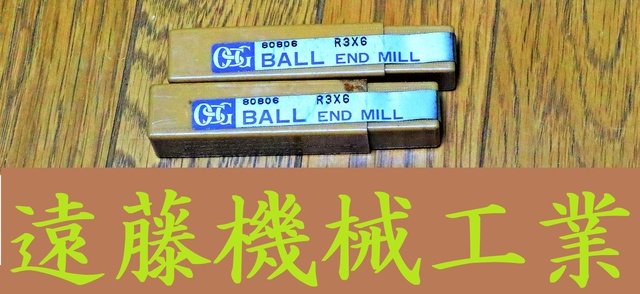 80806 R3X6
OSG BALL END MILL
80806 R3X6
OSG BALL END MILL
遠藤機械工業